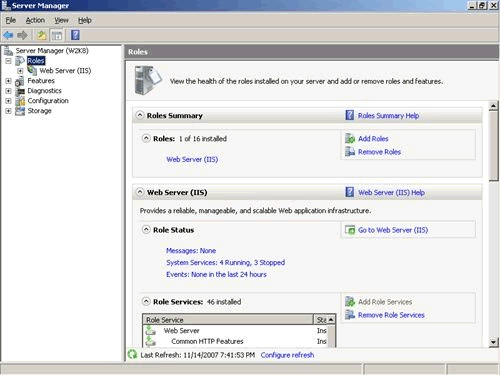 Server Manager
File Action View Help
Server Manager (W2K8)
Roles
Web Server (IIS)
Features
Diagnostics
Configuration
Storage
Roles
View the health of the roles installed on your server and add or remove roles and features.
Roles Summary
Roles Summary Help
Roles: 1 of 16 installed
Add Roles
Remove Roles
Web Server (IIS)
Web Server (IIS)
Web Server (IIS) Help
Provides a reliable, manageable, and scalable Web application infrastructure.
Role Status
Go to Web Server (IIS)
Messages: None
System Services: 4 Running, 3 Stopped
Events: None in the last 24 hours
Role Services: 46 installed
Add Role Services
Remove Role Services
Role Service Sta
Web Server Ins
Common HTTP Features Ins
Last Refresh: 11/14/2007 7:41:53 PM Configure refresh